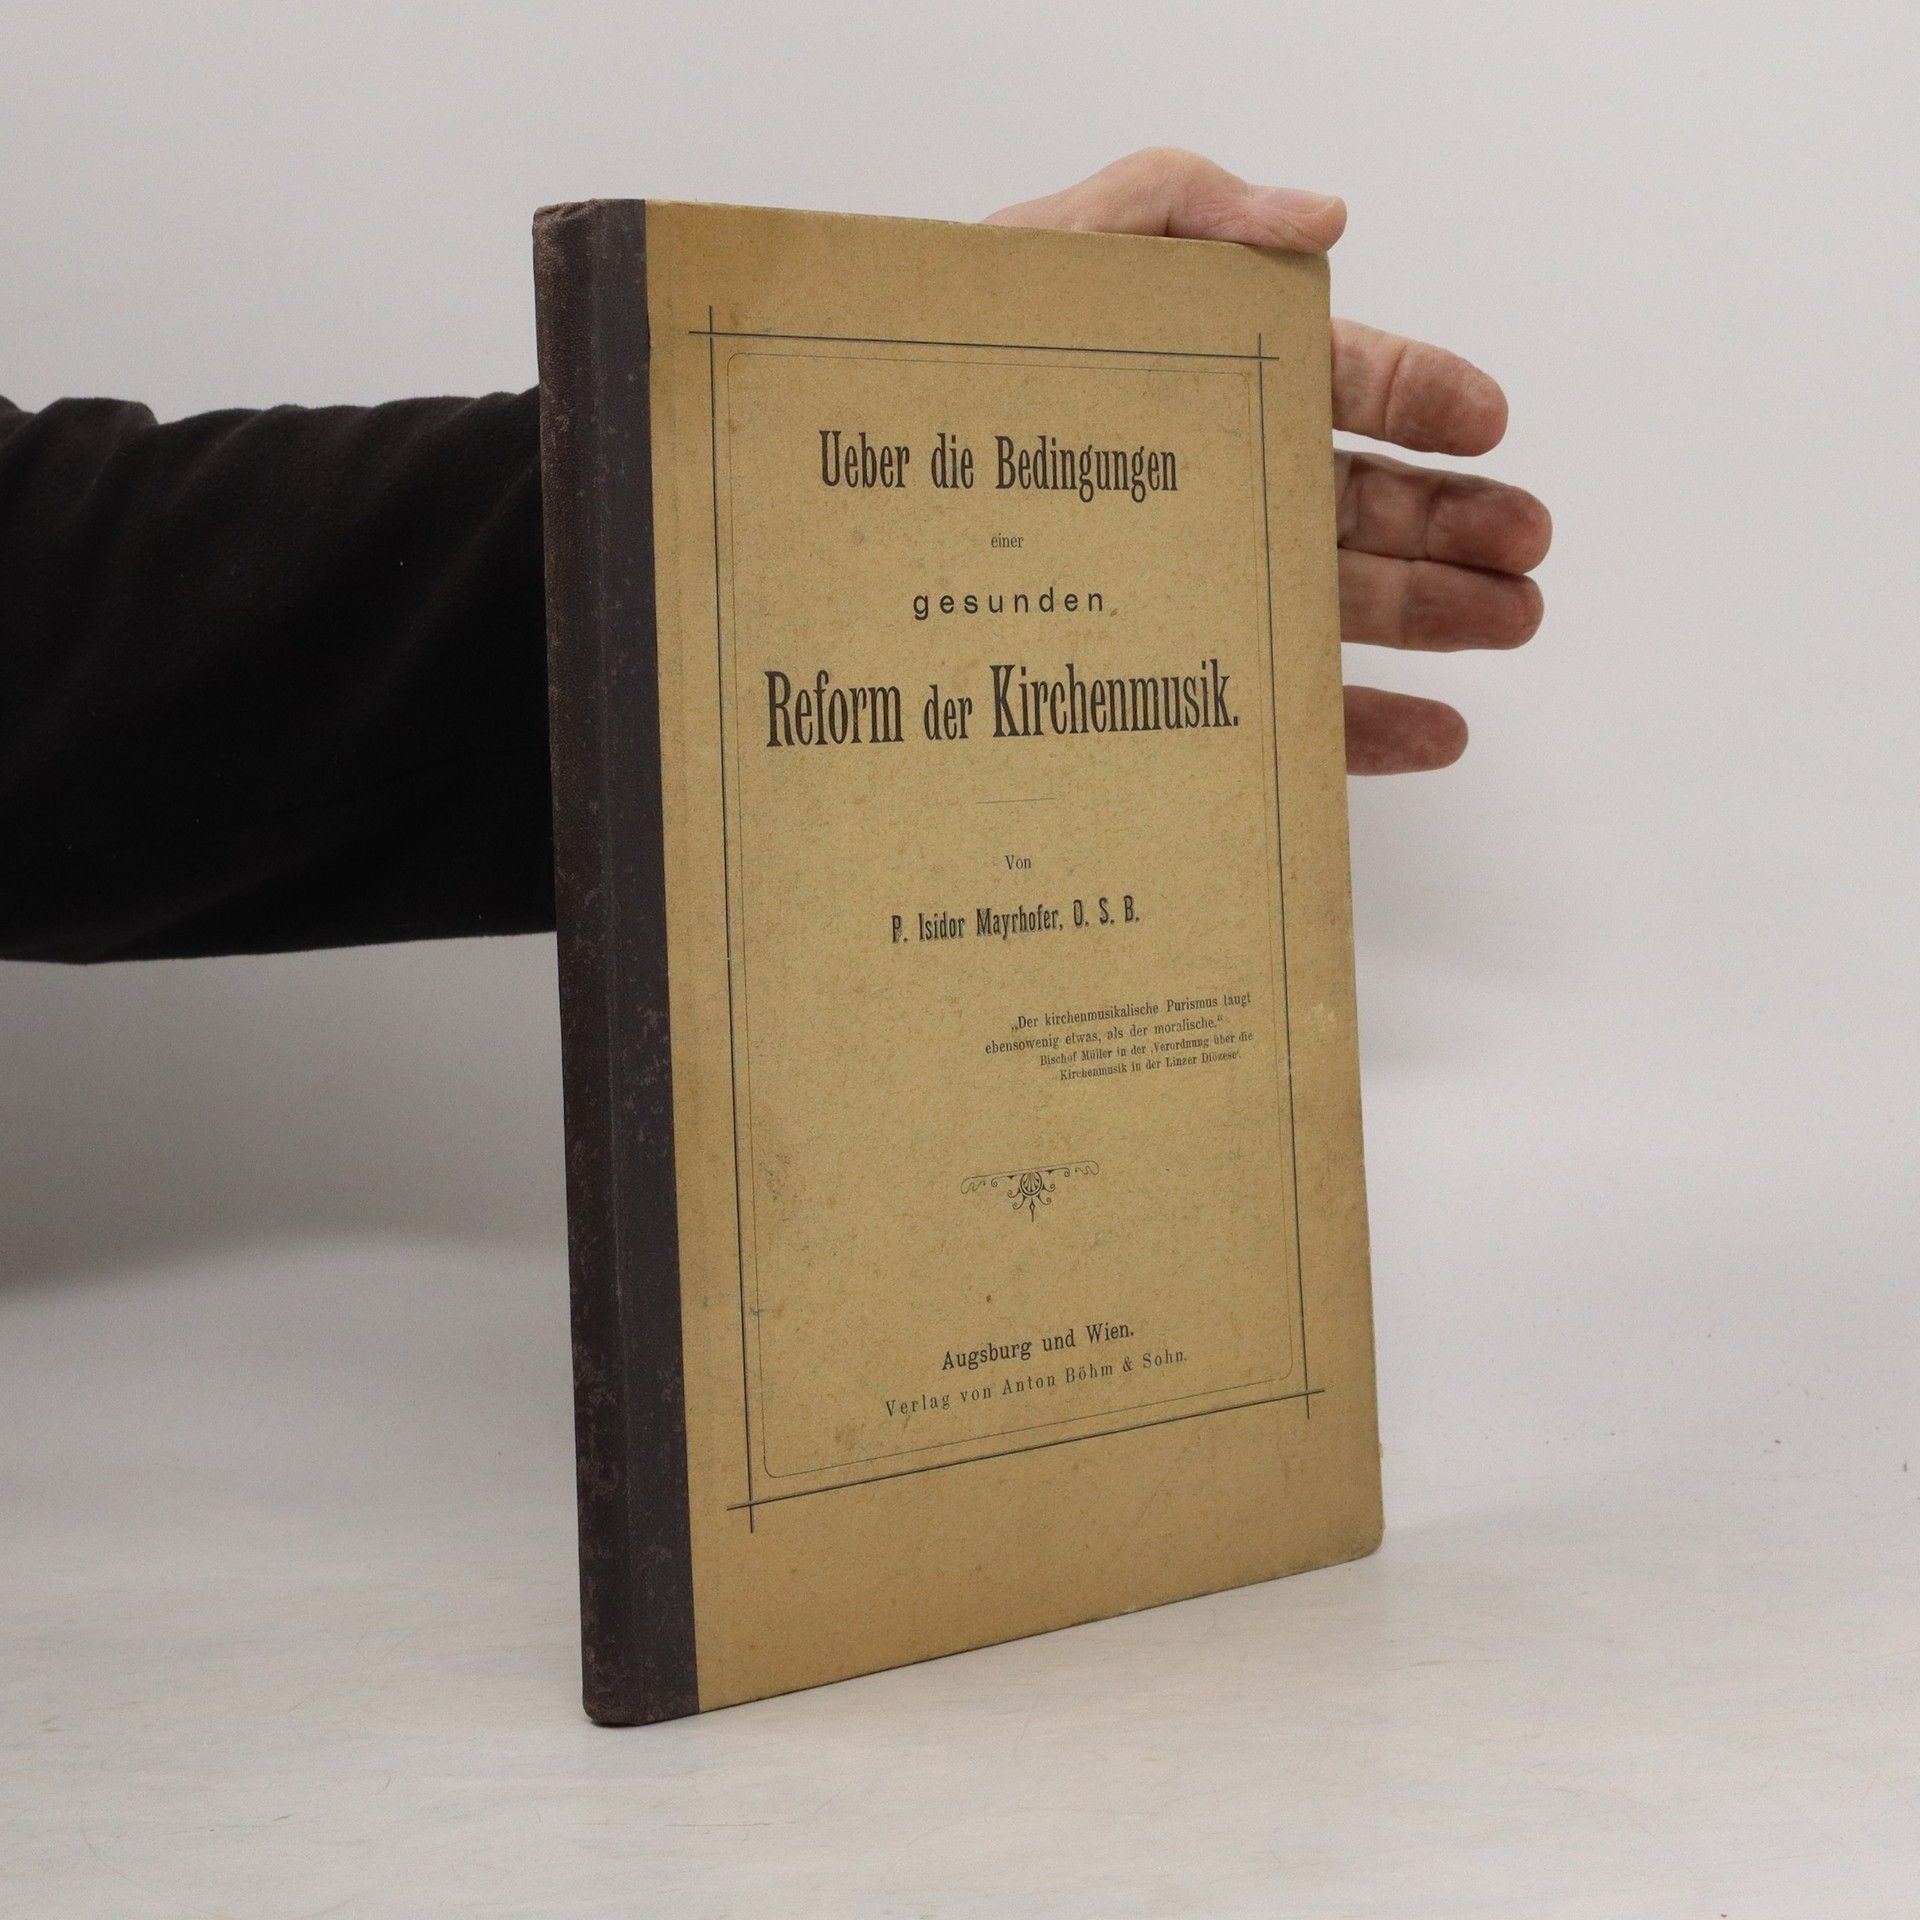 Ueber die Bedingungen
einer
gesunden
Reform der Kirchenmusik.
Von
P. Isidor Mayrhofer, O. S. B.
„Der kirchenmusikalische Purismus taugt
ebensowenig etwas, als der moralische.“
Bischof Müller in der ‚Verordnung über die
Kirchenmusik in der Linzer Diözese‘.
Augsburg und Wien.
Verlag von Anton Böhm & Sohn.